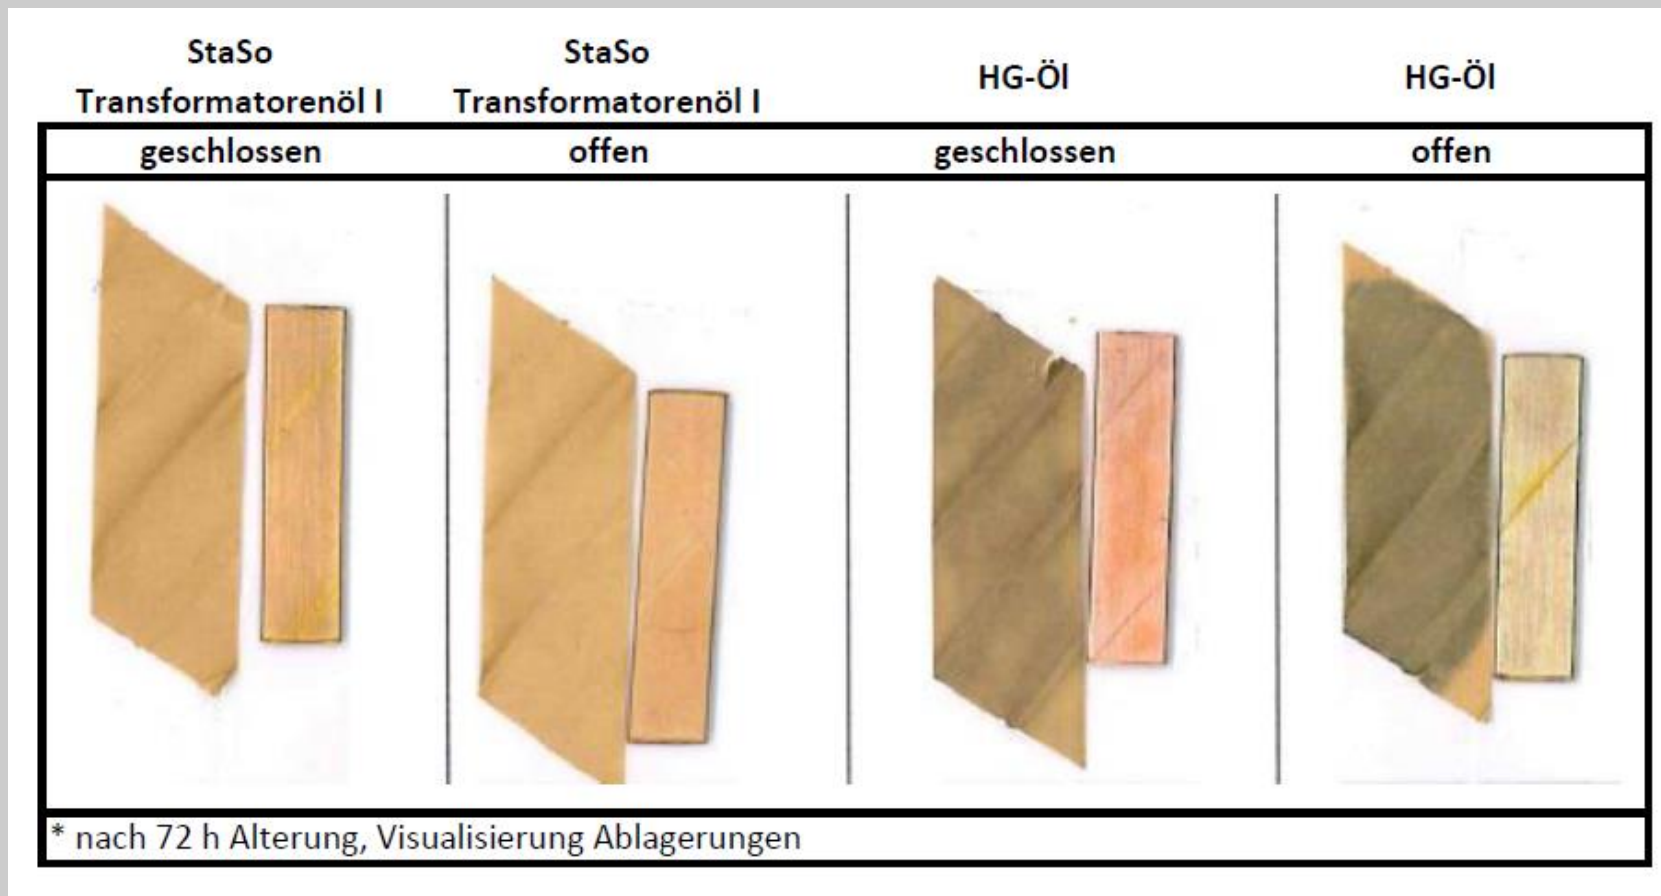 StaSo
Transformatorenöl I
StaSo
Transformatorenöl I
HG-Öl
HG-Öl
geschlossen
offen
geschlossen
offen
* nach 72 h Alterung, Visualisierung Ablagerungen